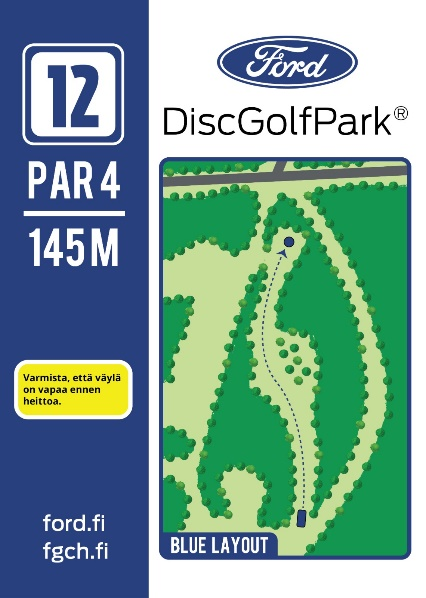 12
PAR 4
145 M
Varmista, että väylä
on vapaa ennen
heittoa.
ford.fi
fgch.fi
Ford
DiscGolfPark®
BLUE LAYOUT